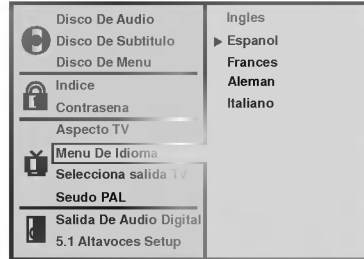 Disco De Audio
Disco De Subtitulo
Disco De Menu
Indice
Contrasena
Aspecto TV
Menu De Idioma
Selecciona salida TV
Seudo PAL
Salida De Audio Digital
5.1 Altavoces Setup
Ingles
Espanol
Frances
Aleman
Italiano